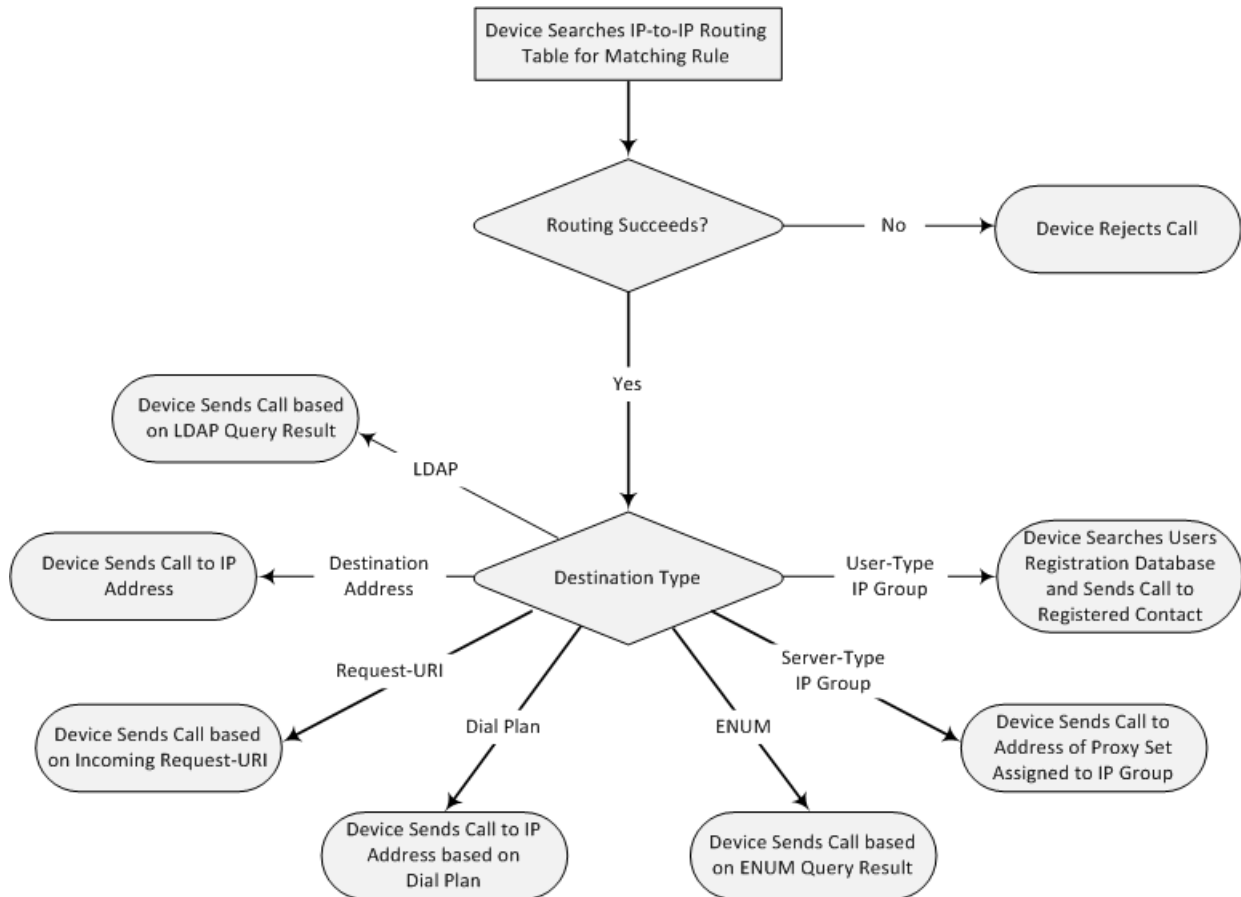 Device Searches IP-to-IP Routing
Table for Matching Rule
Routing Succeeds?
No
Device Rejects Call
Yes
Device Sends Call based
on LDAP Query Result
LDAP
Device Sends Call to IP
Address
Destination
Address
Destination Type
User-Type
IP Group
Device Searches Users
Registration Database
and Sends Call to
Registered Contact
Request-URI
Server-Type
IP Group
Device Sends Call based
on Incoming Request-URI
Dial Plan
ENUM
Device Sends Call to
Address of Proxy Set
Assigned to IP Group
Device Sends Call to IP
Address based on
Dial Plan
Device Sends Call based
on ENUM Query Result